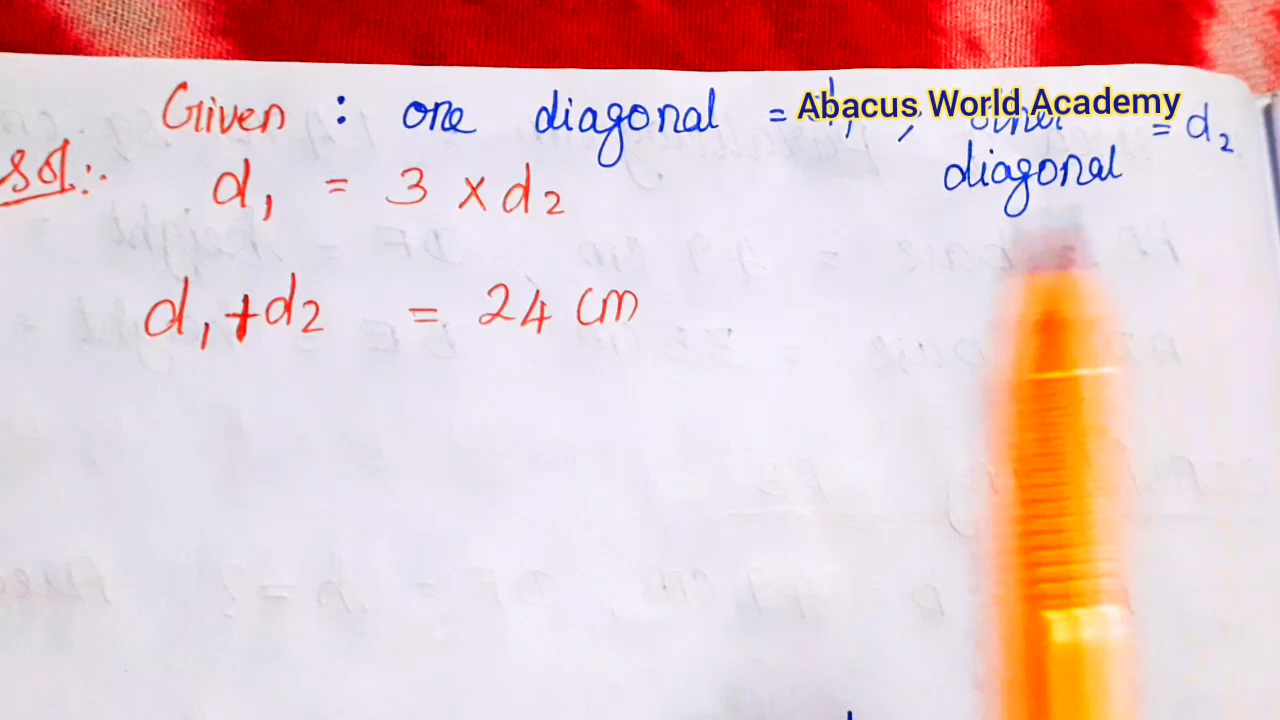 Given : one diagonal = d₁ , other diagonal = d₂
Abacus World Academy
Sol:.
d₁ = 3 x d₂
d₁+d₂ = 24 cm